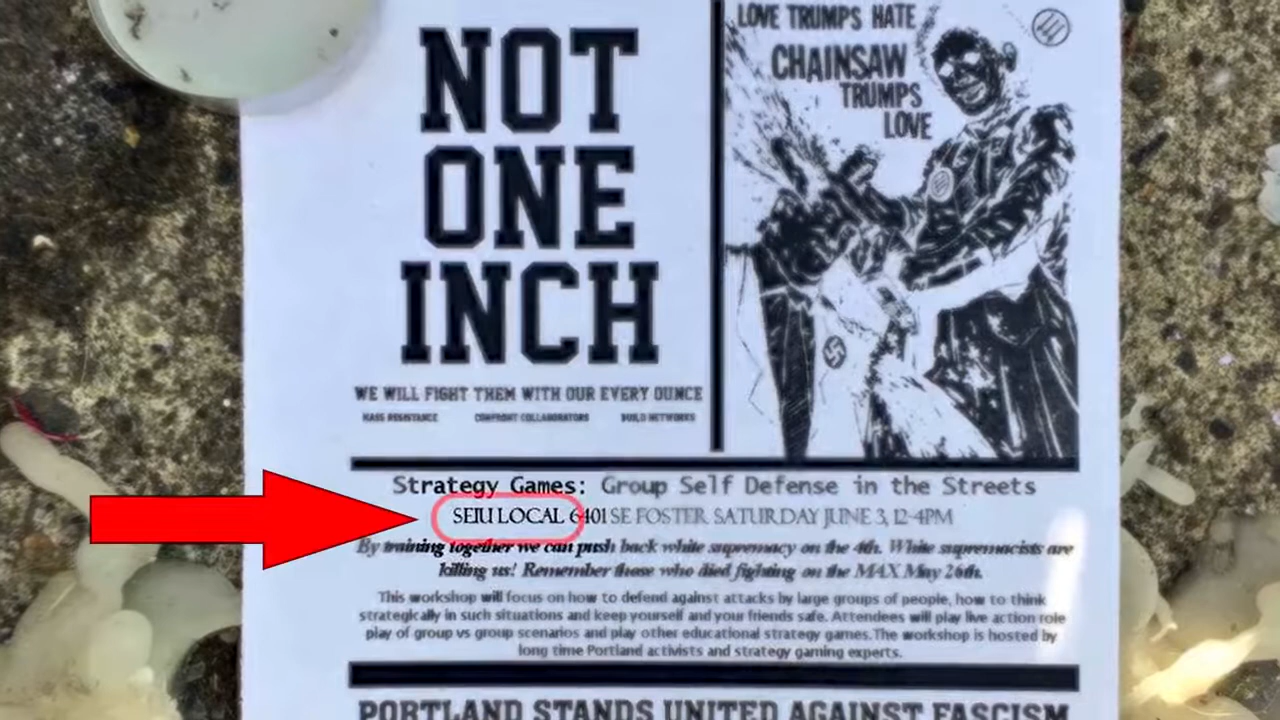 NOT
ONE
INCH
WE WILL FIGHT THEM WITH OUR EVERY OUNCE
MASS RESISTANCE CONFRONT COLLABORATORS BUILD NETWORKS
LOVE TRUMPS HATE
CHAINSAW
TRUMPS
LOVE
Strategy Games: Group Self Defense in the Streets
SEIU LOCAL 6401 SE FOSTER SATURDAY JUNE 3, 12-4PM
By training together we can push back white supremacy on the 4th. White supremacists are
killing us! Remember those who died fighting on the MAX May 26th.
This workshop will focus on how to defend against attacks by large groups of people, how to think
strategically in such situations and keep yourself and your friends safe. Attendees will play live action role
play of group vs group scenarios and play other educational strategy games.The workshop is hosted by
long time Portland activists and strategy gaming experts.
PORTLAND STANDS UNITED AGAINST FASCISM